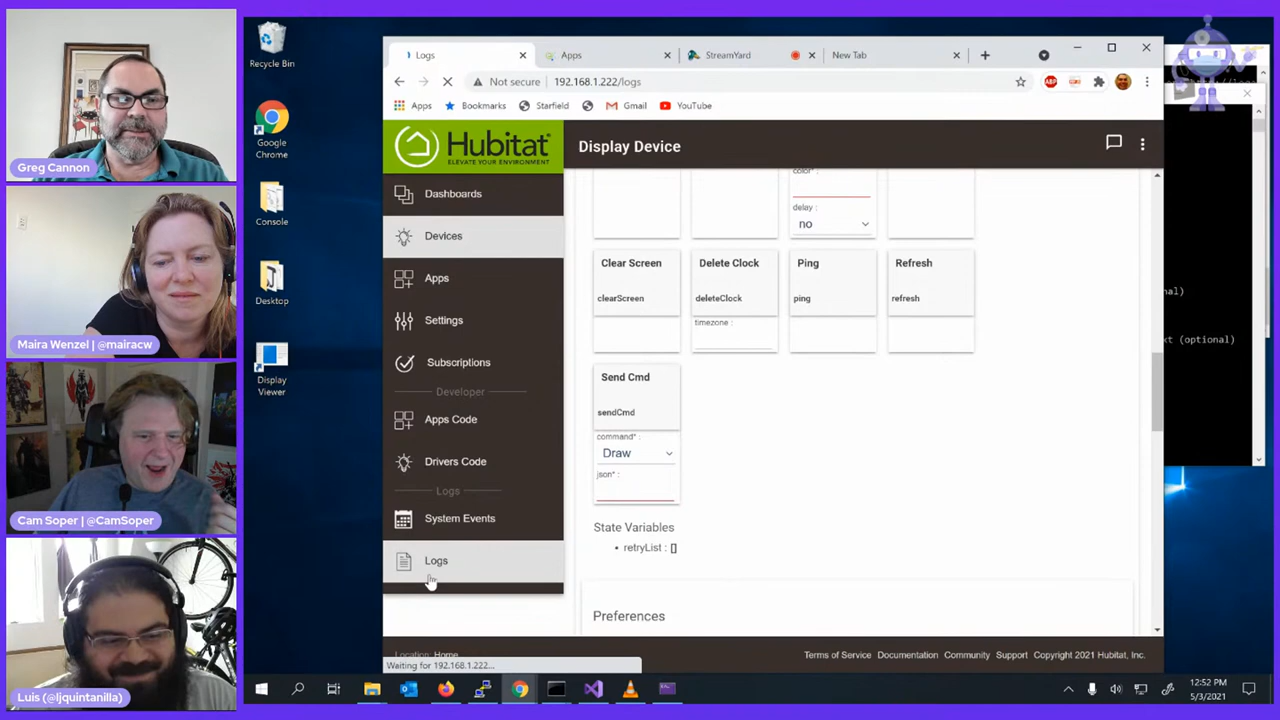 Greg Cannon
Maira Wenzel | @mairacw
Cam Soper | @CamSoper
Luis (@ljquintanilla)
Recycle Bin
Google
Chrome
Console
Desktop
Display
Viewer
Logs
Apps
StreamYard
New Tab
Not secure
192.168.1.222/logs
ABP
Apps
Bookmarks
Starfield
Gmail
YouTube
Hubitat®
ELEVATE YOUR ENVIRONMENT
Display Device
Dashboards
Devices
Apps
Settings
Subscriptions
Developer
Apps Code
Drivers Code
Logs
System Events
Logs
color* :
delay :
no
Clear Screen
clearScreen
Delete Clock
deleteClock
timezone :
Ping
ping
Refresh
refresh
Send Cmd
sendCmd
command* :
Draw
json* :
State Variables
• retryList : []
Preferences
Location: Home
Waiting for 192.168.1.222...
Terms of Service Documentation Community Support Copyright 2021 Hubitat, Inc.
nal)
xt (optional)
12:52 PM
5/3/2021